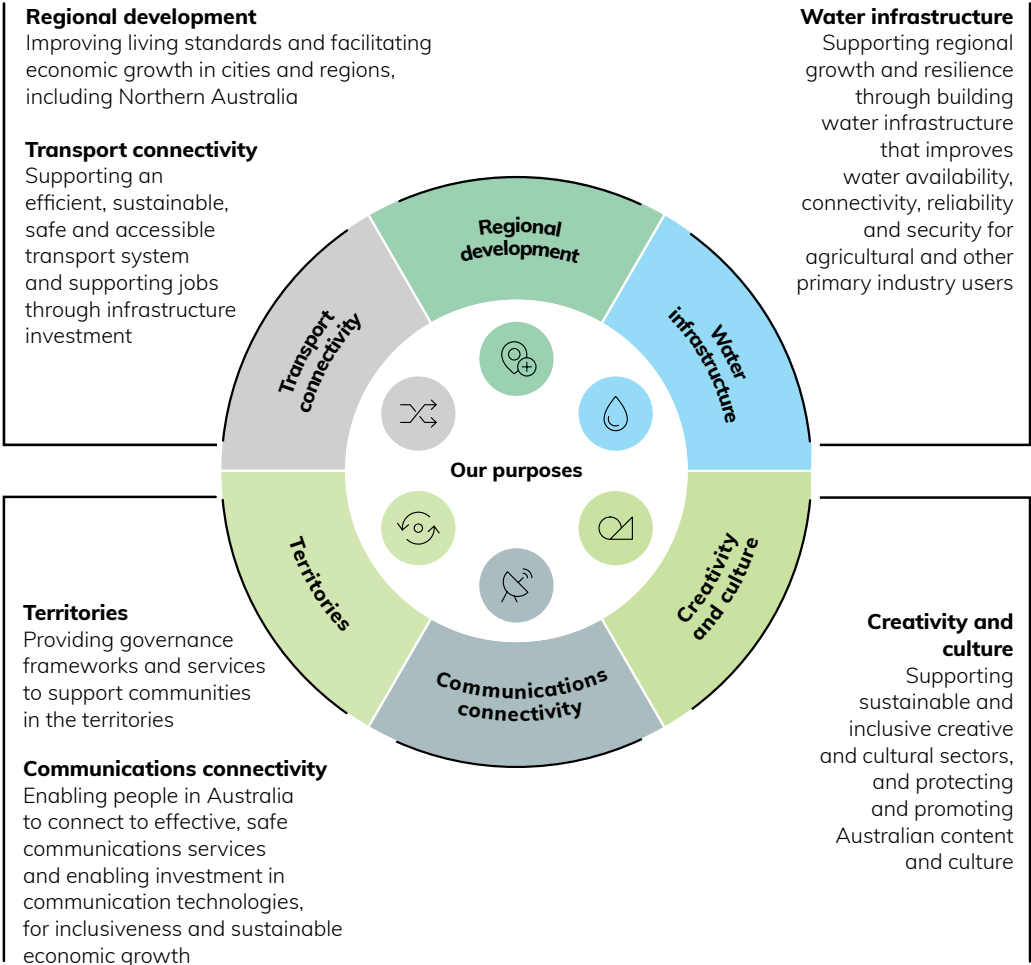 Regional development
Improving living standards and facilitating
economic growth in cities and regions,
including Northern Australia
Transport connectivity
Supporting an
efficient, sustainable,
safe and accessible
transport system
and supporting jobs
through infrastructure
investment
Water infrastructure
Supporting regional
growth and resilience
through building
water infrastructure
that improves
water availability,
connectivity, reliability
and security for
agricultural and other
primary industry users
Regional
development
Transport
connectivity
Water
infrastructure
Our purposes
Territories
Creativity
and culture
Communications
connectivity
Territories
Providing governance
frameworks and services
to support communities
in the territories
Communications connectivity
Enabling people in Australia
to connect to effective, safe
communications services
and enabling investment in
communication technologies,
for inclusiveness and sustainable
economic growth
Creativity and
culture
Supporting
sustainable and
inclusive creative
and cultural sectors,
and protecting
and promoting
Australian content
and culture